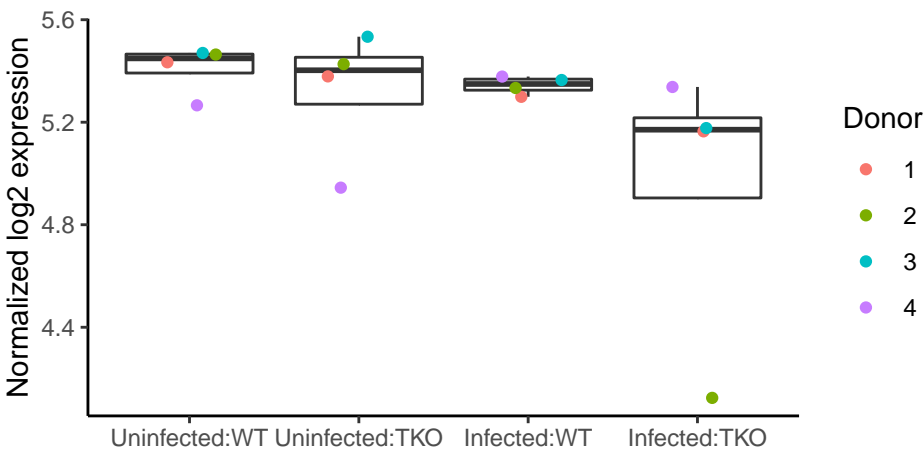 Normalized log2 expression
5.6
5.2
4.8
4.4
Uninfected:WT
Uninfected:TKO
Infected:WT
Infected:TKO
Donor
1
2
3
4